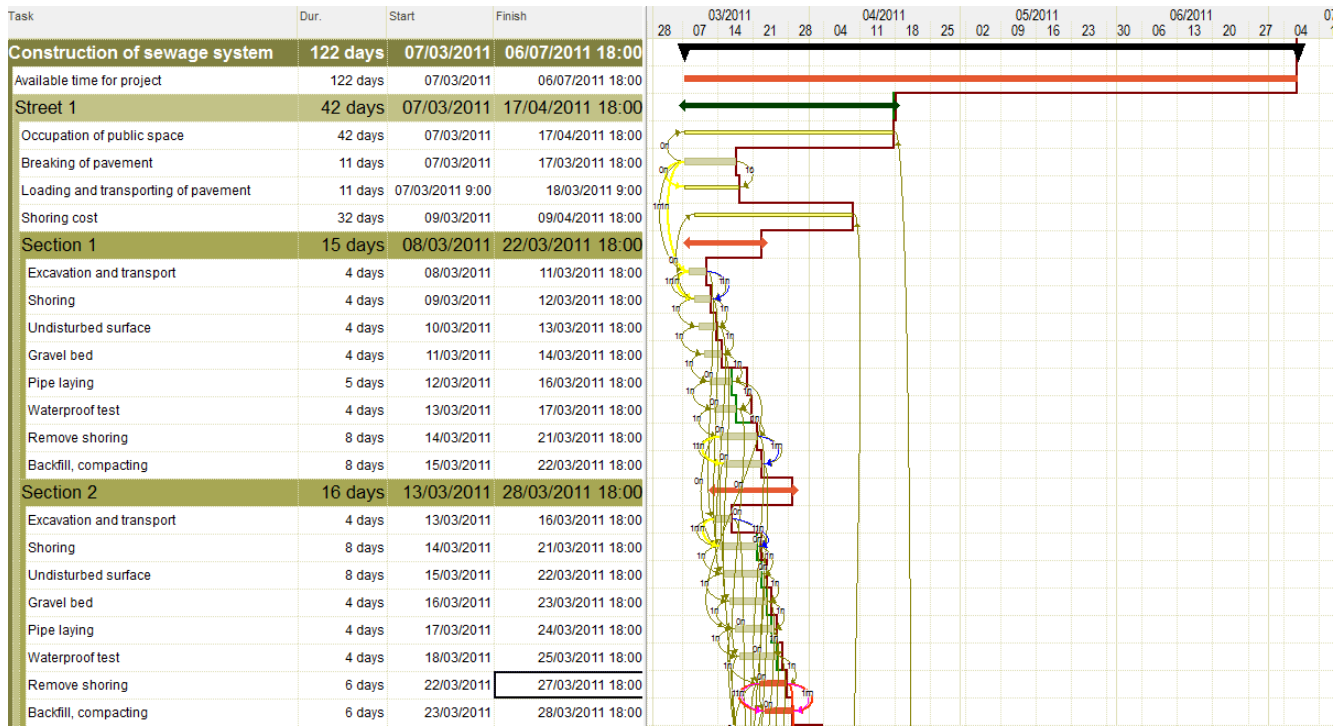 Task Dur. Start Finish 03/2011 04/2011 05/2011 06/2011 07
28 07 14 21 28 04 11 18 25 02 09 16 23 30 06 13 20 27 04
Construction of sewage system 122 days 07/03/2011 06/07/2011 18:00
Available time for project 122 days 07/03/2011 06/07/2011 18:00
Street 1 42 days 07/03/2011 17/04/2011 18:00
Occupation of public space 42 days 07/03/2011 17/04/2011 18:00
Breaking of pavement 11 days 07/03/2011 17/03/2011 18:00
Loading and transporting of pavement 11 days 07/03/2011 9:00 18/03/2011 9:00
Shoring cost 32 days 09/03/2011 09/04/2011 18:00
Section 1 15 days 08/03/2011 22/03/2011 18:00
Excavation and transport 4 days 08/03/2011 11/03/2011 18:00
Shoring 4 days 09/03/2011 12/03/2011 18:00
Undisturbed surface 4 days 10/03/2011 13/03/2011 18:00
Gravel bed 4 days 11/03/2011 14/03/2011 18:00
Pipe laying 5 days 12/03/2011 16/03/2011 18:00
Waterproof test 4 days 13/03/2011 17/03/2011 18:00
Remove shoring 8 days 14/03/2011 21/03/2011 18:00
Backfill, compacting 8 days 15/03/2011 22/03/2011 18:00
Section 2 16 days 13/03/2011 28/03/2011 18:00
Excavation and transport 4 days 13/03/2011 16/03/2011 18:00
Shoring 8 days 14/03/2011 21/03/2011 18:00
Undisturbed surface 8 days 15/03/2011 22/03/2011 18:00
Gravel bed 4 days 16/03/2011 23/03/2011 18:00
Pipe laying 4 days 17/03/2011 24/03/2011 18:00
Waterproof test 4 days 18/03/2011 25/03/2011 18:00
Remove shoring 6 days 22/03/2011 27/03/2011 18:00
Backfill, compacting 6 days 23/03/2011 28/03/2011 18:00